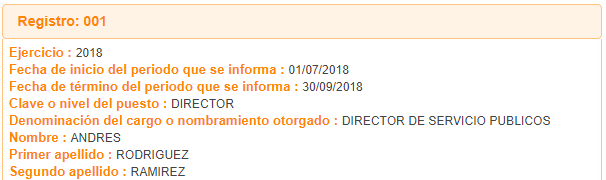 Registro: 001
Ejercicio : 2018
Fecha de inicio del periodo que se informa : 01/07/2018
Fecha de término del periodo que se informa : 30/09/2018
Clave o nivel del puesto : DIRECTOR
Denominación del cargo o nombramiento otorgado : DIRECTOR DE SERVICIO PUBLICOS
Nombre : ANDRES
Primer apellido : RODRIGUEZ
Segundo apellido : RAMIREZ